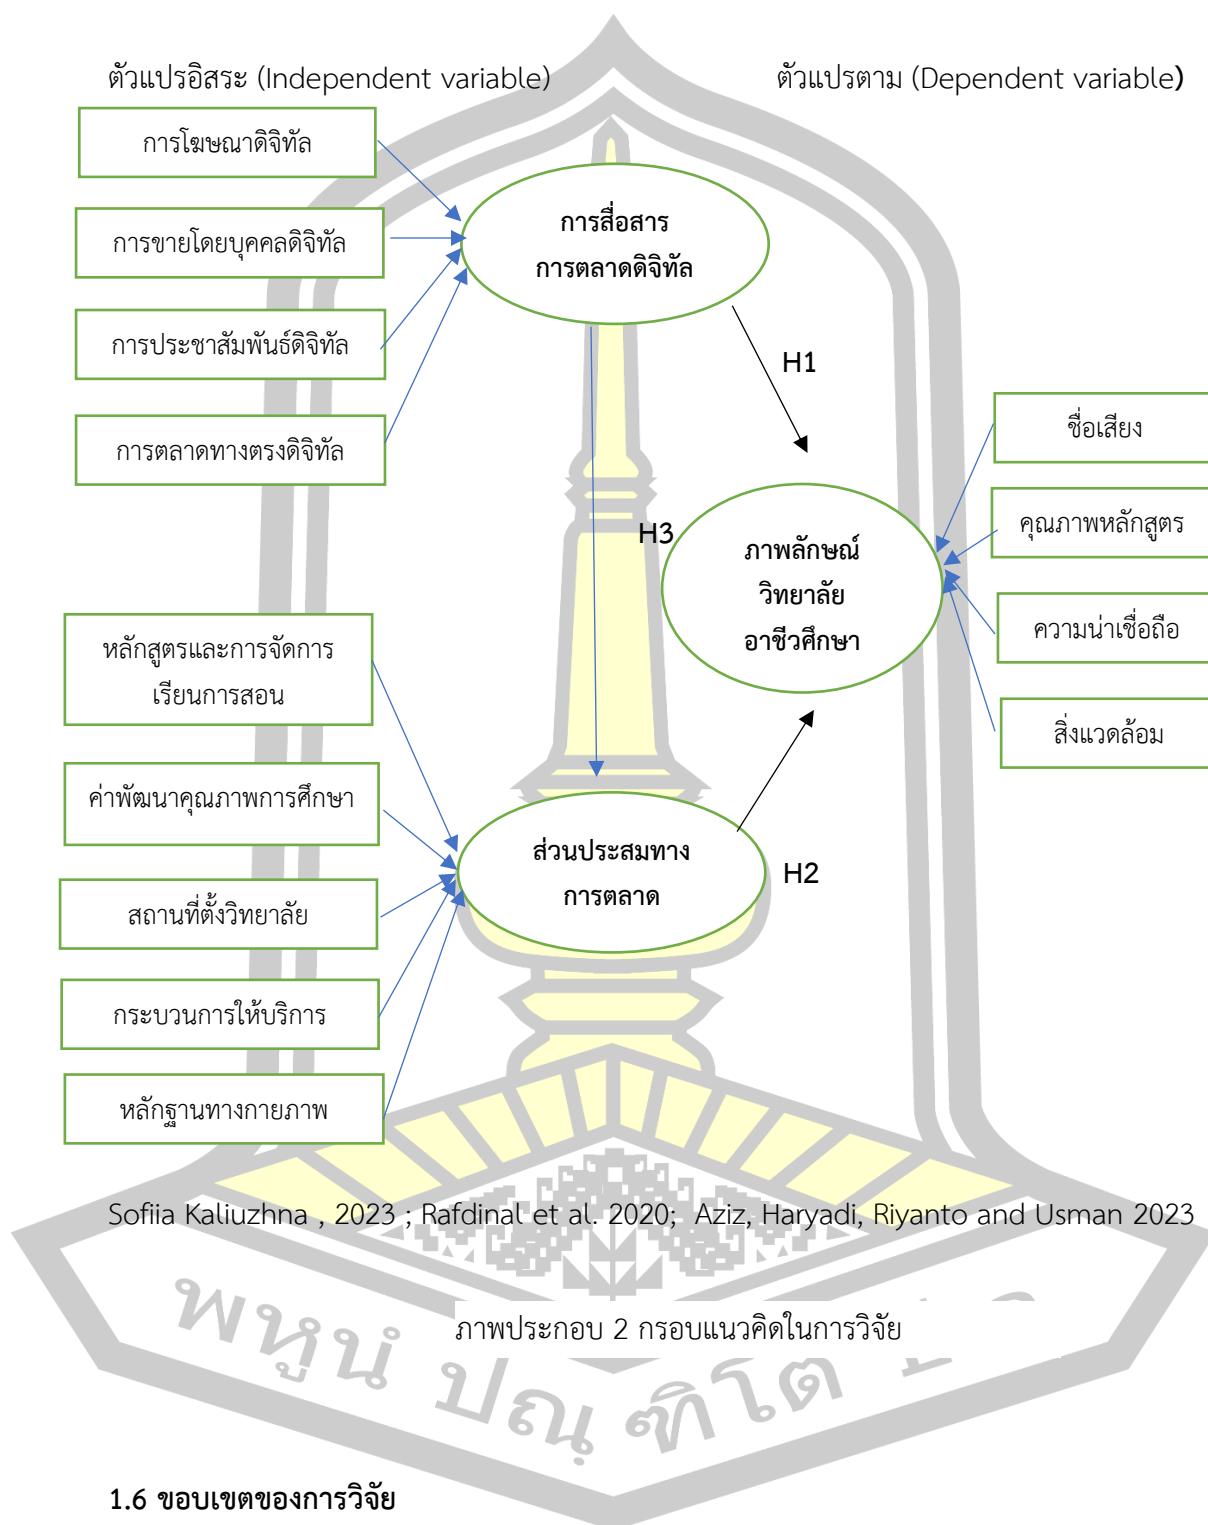 ตัวแปรอิสระ (Independent variable)
ตัวแปรตาม (Dependent variable)
การโฆษณาดิจิทัล
การสื่อสาร
การตลาดดิจิทัล
การขายโดยบุคคลดิจิทัล
การประชาสัมพันธ์ดิจิทัล
H1
การตลาดทางตรงดิจิทัล
ชื่อเสียง
คุณภาพหลักสูตร
H3
ภาพลักษณ์
วิทยาลัย
อาชีวศึกษา
ความน่าเชื่อถือ
สิ่งแวดล้อม
หลักสูตรและการจัดการ
เรียนการสอน
ค่าพัฒนาคุณภาพการศึกษา
ส่วนประสมทาง
การตลาด
H2
สถานที่ตั้งวิทยาลัย
กระบวนการให้บริการ
หลักฐานทางกายภาพ
Sofiia Kaliuzhna , 2023 ; Rafdinal et al. 2020; Aziz, Haryadi, Riyanto and Usman 2023
ภาพประกอบ 2 กรอบแนวคิดในการวิจัย
พหุนํ ปณฺ ฑิโต
1.6 ขอบเขตของการวิจัย